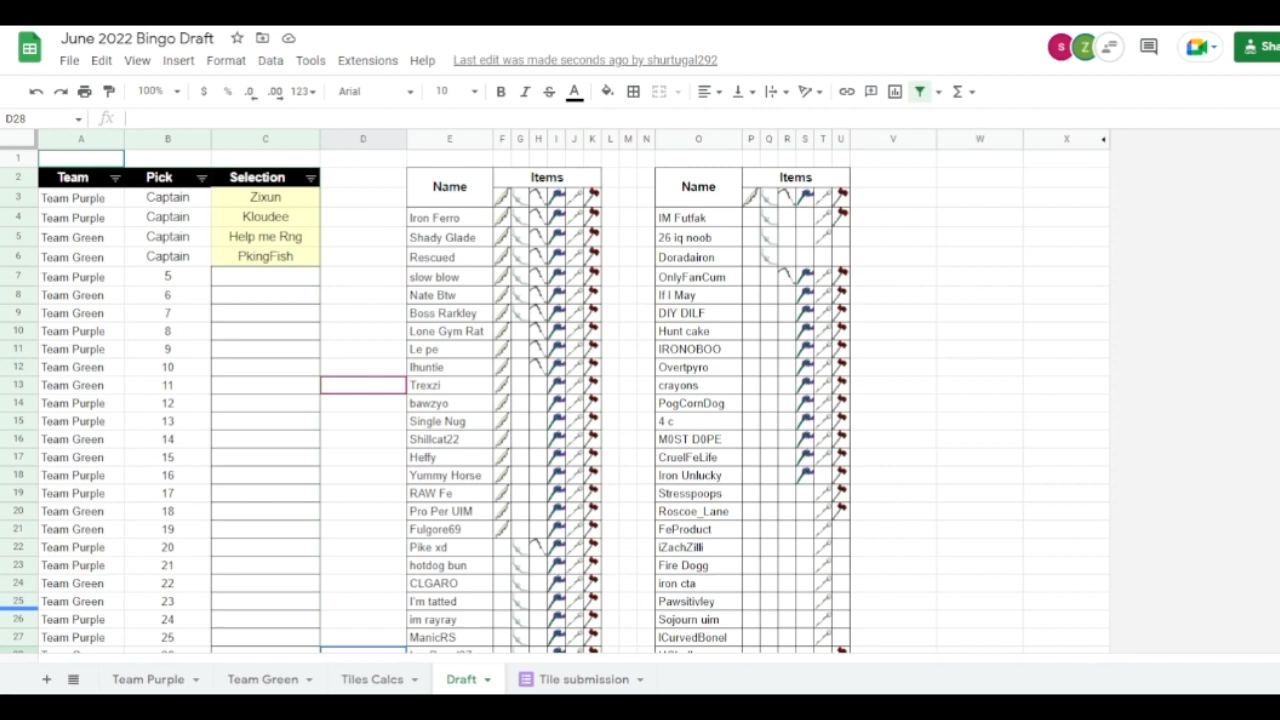 June 2022 Bingo Draft
File Edit View Insert Format Data Tools Extensions Help Last edit was made seconds ago by shurtugal292
S Z Sha
100% $ % .0 .00 123 Arial 10 B I S A
D28 fx
A B C D E F G H I J K L M N O P Q R S T U V W X
1
2 Team Pick Selection Name Items Name Items
3 Team Purple Captain Zixun
4 Team Purple Captain Kloudee Iron Ferro IM Futfak
5 Team Green Captain Help me Rng Shady Glade 26 iq noob
6 Team Green Captain PkingFish Rescued Doradairon
7 Team Purple 5 slow blow OnlyFanCum
8 Team Green 6 Nate Btw If I May
9 Team Green 7 Boss Rarkley DIY DILF
10 Team Purple 8 Lone Gym Rat Hunt cake
11 Team Purple 9 Le pe IRONOBOO
12 Team Green 10 lhuntie Overtpyro
13 Team Green 11 Trexzi crayons
14 Team Purple 12 bawzyo PogCornDog
15 Team Purple 13 Single Nug 4 c
16 Team Green 14 Shillcat22 M0ST D0PE
17 Team Green 15 Heffy CruelFeLife
18 Team Purple 16 Yummy Horse Iron Unlucky
19 Team Purple 17 RAW Fe Stresspoops
20 Team Green 18 Pro Per UIM Roscoe_Lane
21 Team Green 19 Fulgore69 FeProduct
22 Team Purple 20 Pike xd iZachZilli
23 Team Purple 21 hotdog bun Fire Dogg
24 Team Green 22 CLGARO iron cta
25 Team Green 23 I'm tatted Pawsitivley
26 Team Purple 24 im rayray Sojourn uim
27 Team Purple 25 ManicRS ICurvedBonel
Team Purple Team Green Tiles Calcs Draft Tile submission